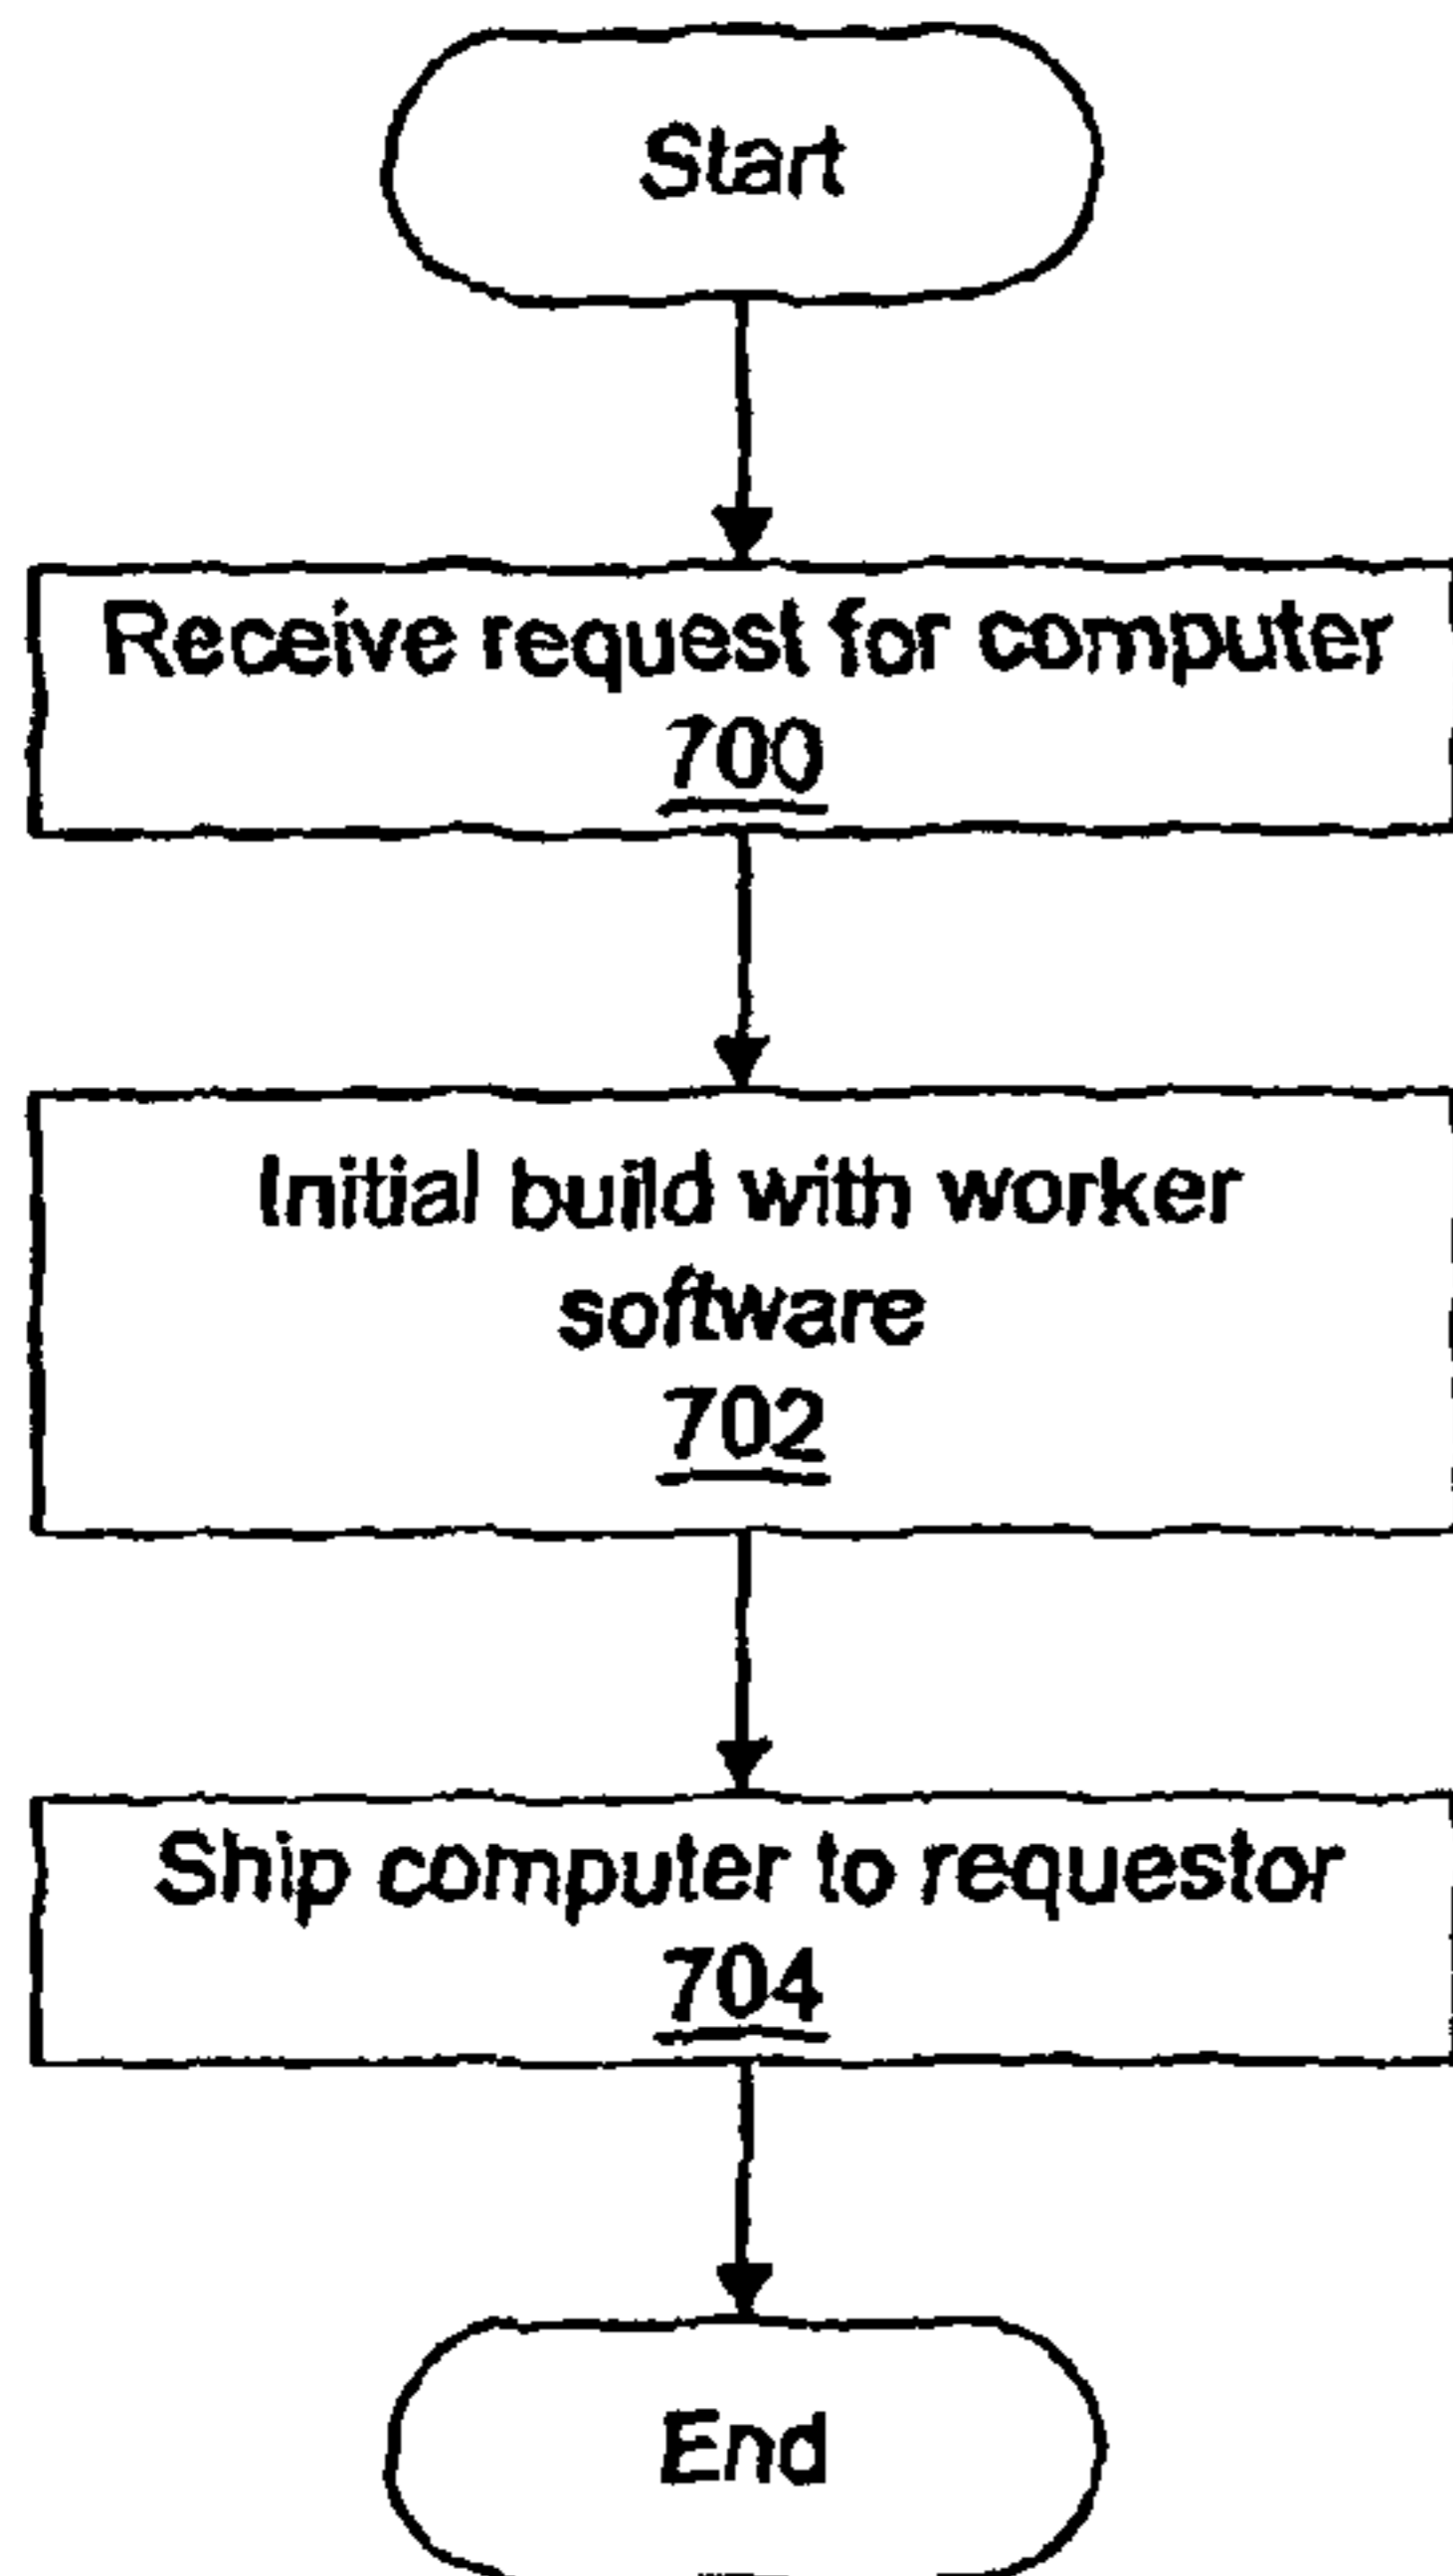 Start
Receive request for computer
700
Initial build with worker
software
702
Ship computer to requestor
704
End